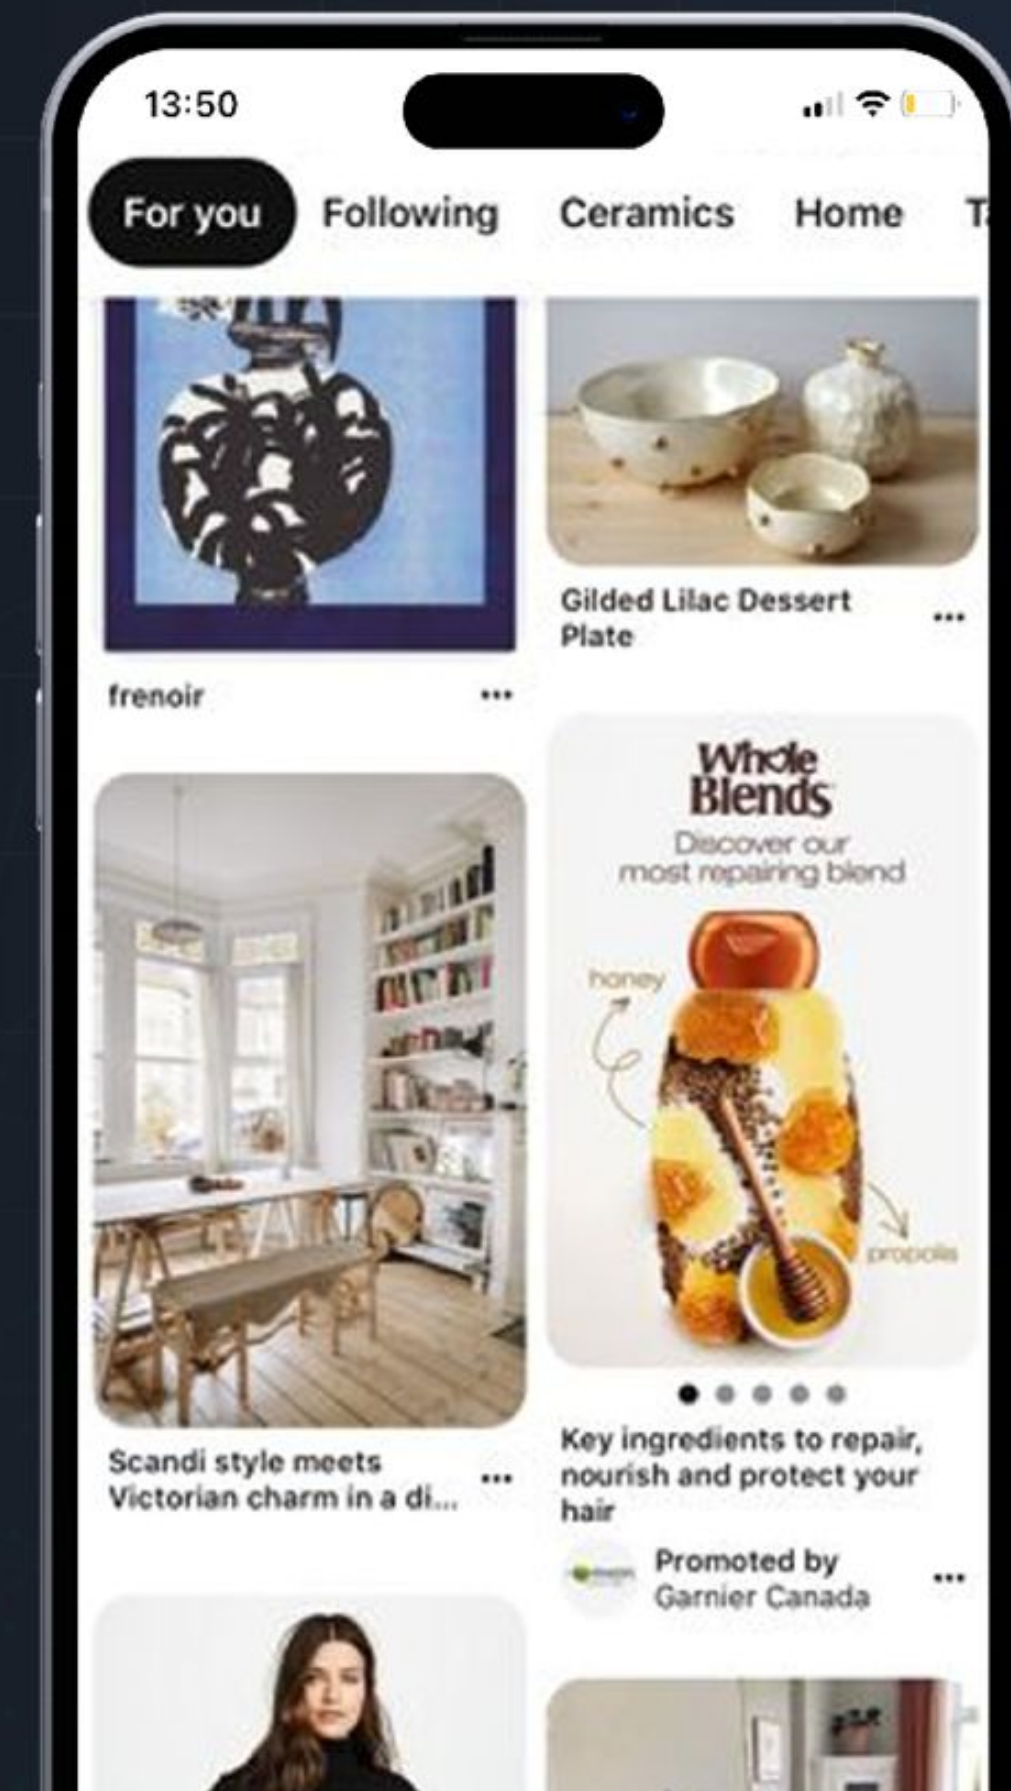 13:50
For you
Following
Ceramics
Home
frenoir
...
Gilded Lilac Dessert
Plate
...
Whole
Blends
Discover our
most repairing blend
honey
propolis
Key ingredients to repair,
nourish and protect your
hair
Promoted by
Garnier Canada
...
Scandi style meets
Victorian charm in a di...
...